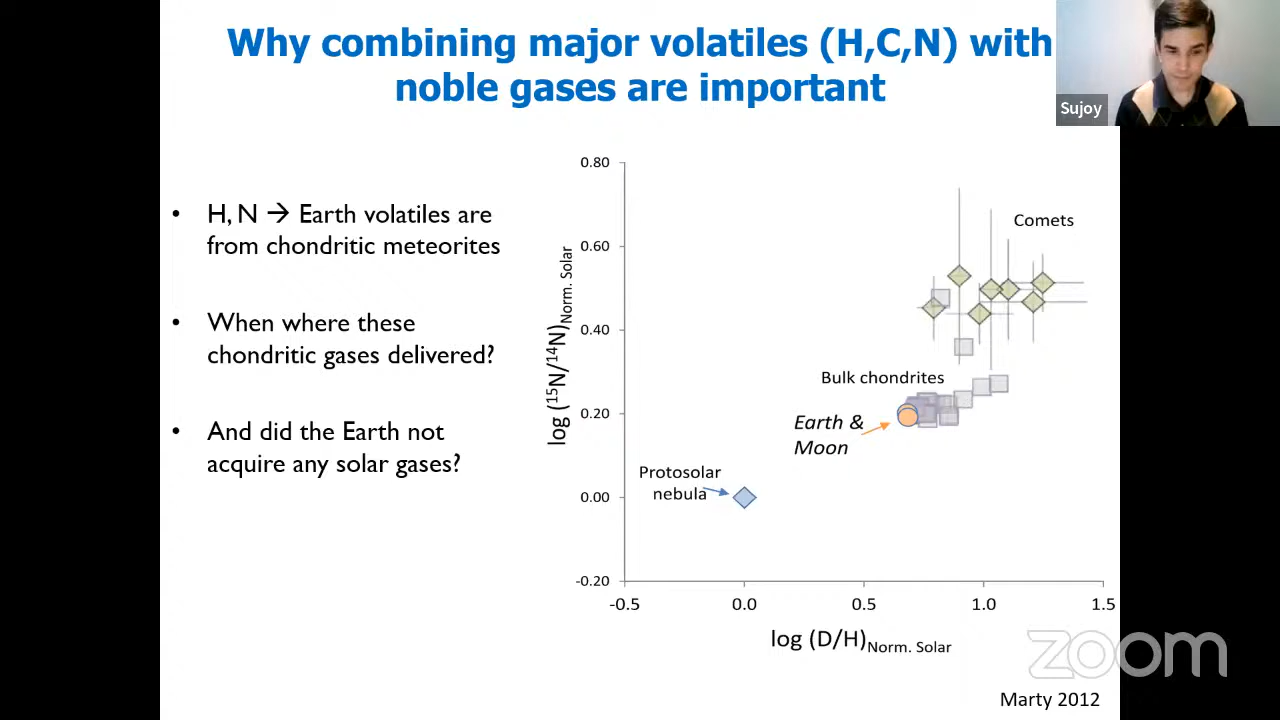 Why combining major volatiles (H,C,N) with
noble gases are important
Sujoy
• H, N → Earth volatiles are
from chondritic meteorites
• When where these
chondritic gases delivered?
• And did the Earth not
acquire any solar gases?
log (15N/14N)Norm. Solar
0.80
0.60
0.40
0.20
0.00
-0.20
Comets
Bulk chondrites
Earth &
Moon
Protosolar
nebula
-0.5 0.0 0.5 1.0 1.5
log (D/H)Norm. Solar
zoom
Marty 2012